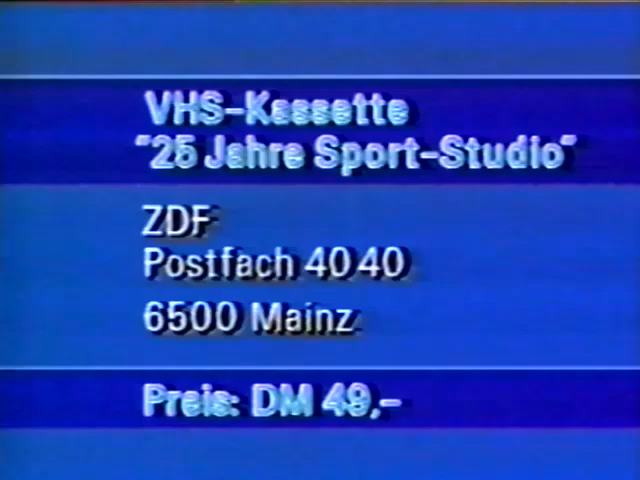 VHS-Kassette
"25 Jahre Sport-Studio"
ZDF
Postfach 40 40
6500 Mainz
Preis: DM 49,-